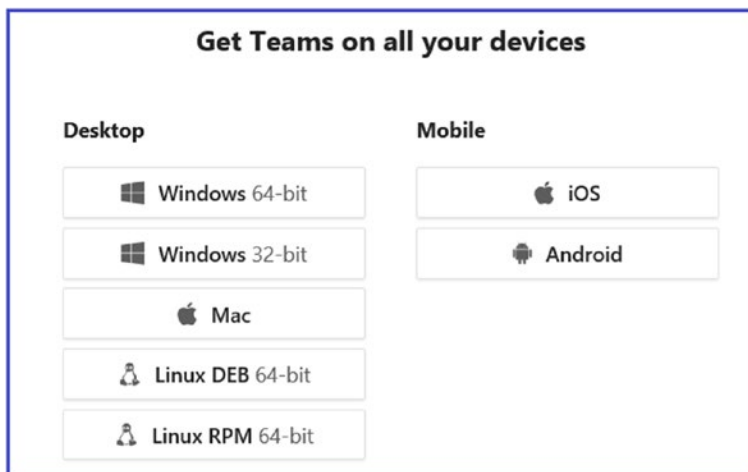 Get Teams on all your devices
Desktop
Windows 64-bit
Windows 32-bit
Mac
Linux DEB 64-bit
Linux RPM 64-bit
Mobile
iOS
Android